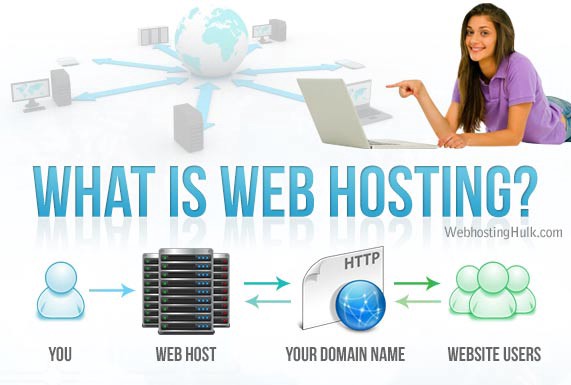 WHAT IS WEB HOSTING?
WebhostingHulk.com
HTTP
YOU
WEB HOST
YOUR DOMAIN NAME
WEBSITE USERS